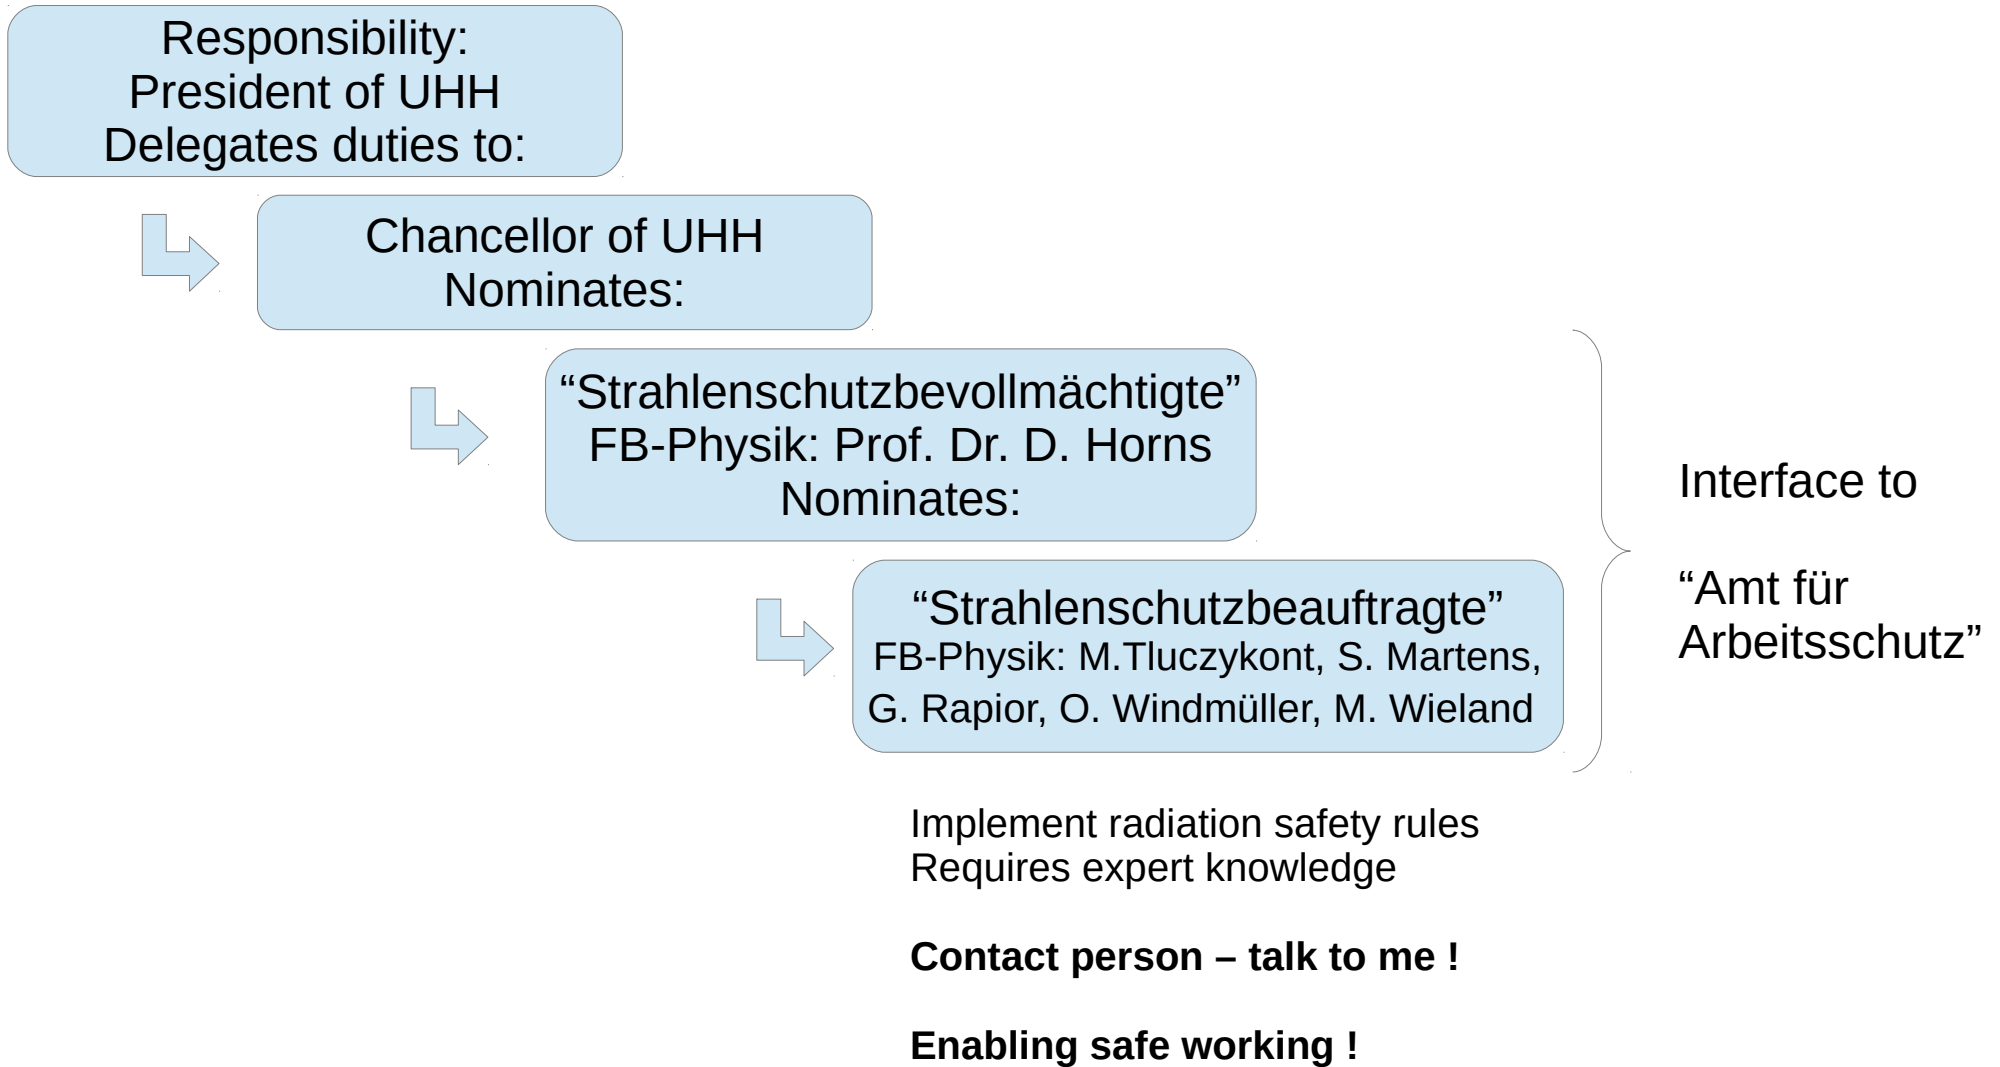 Responsibility:
President of UHH
Delegates duties to:
Chancellor of UHH
Nominates:
“Strahlenschutzbevollmächtigte”
FB-Physik: Prof. Dr. D. Horns
Nominates:
“Strahlenschutzbeauftragte”
FB-Physik: M.Tluczykont, S. Martens,
G. Rapior, O. Windmüller, M. Wieland
Interface to
“Amt für
Arbeitsschutz”
Implement radiation safety rules
Requires expert knowledge
Contact person – talk to me !
Enabling safe working !